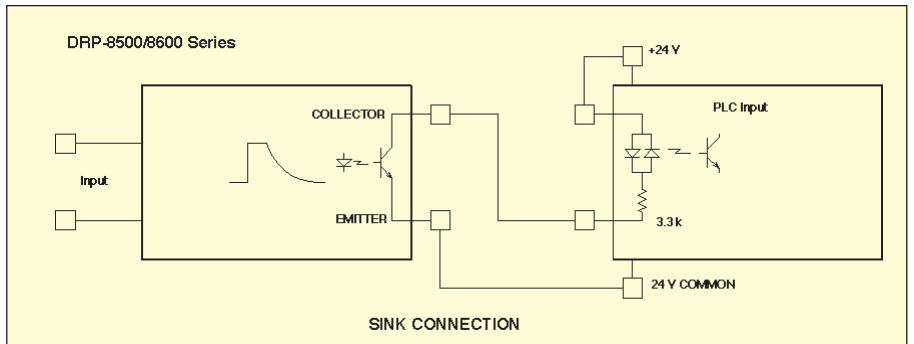 DRP-8500/8600 Series
+24 V
PLC Input
COLLECTOR
Input
EMITTER
3.3 k
24 V COMMON
SINK CONNECTION